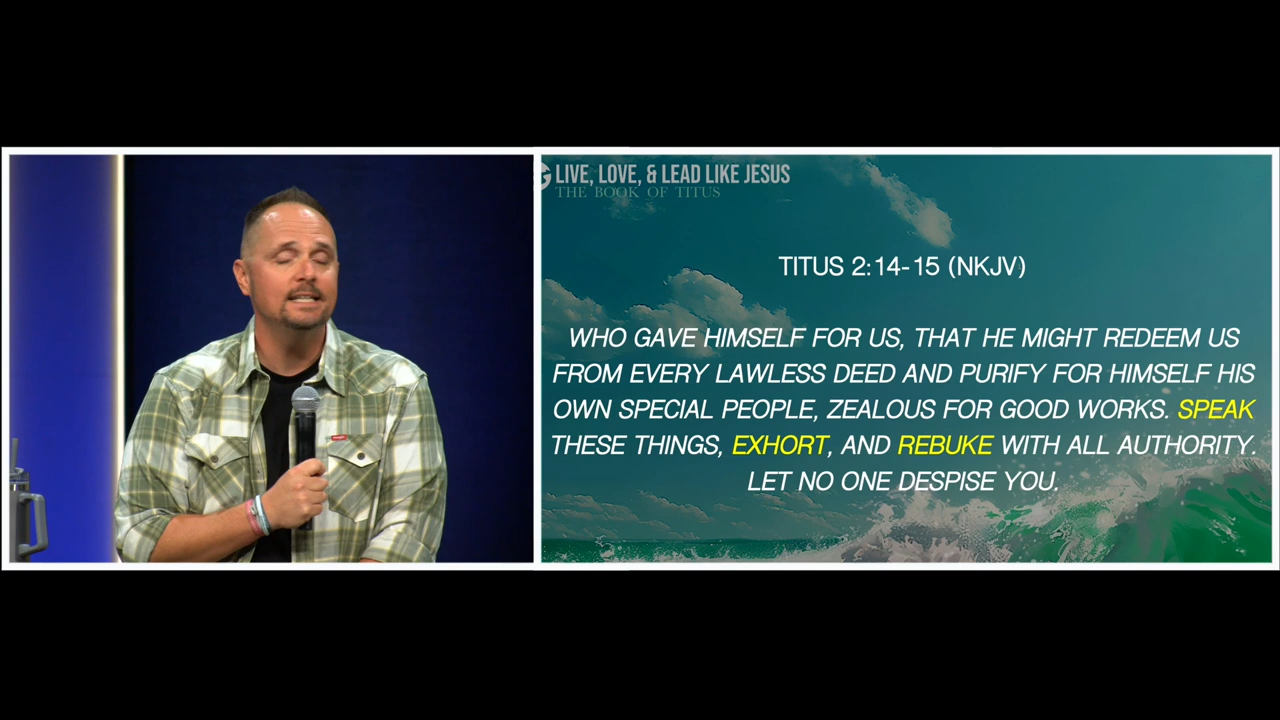 LIVE, LOVE, & LEAD LIKE JESUS
THE BOOK OF TITUS
TITUS 2:14-15 (NKJV)
WHO GAVE HIMSELF FOR US, THAT HE MIGHT REDEEM US
FROM EVERY LAWLESS DEED AND PURIFY FOR HIMSELF HIS
OWN SPECIAL PEOPLE, ZEALOUS FOR GOOD WORKS. SPEAK
THESE THINGS, EXHORT, AND REBUKE WITH ALL AUTHORITY.
LET NO ONE DESPISE YOU.